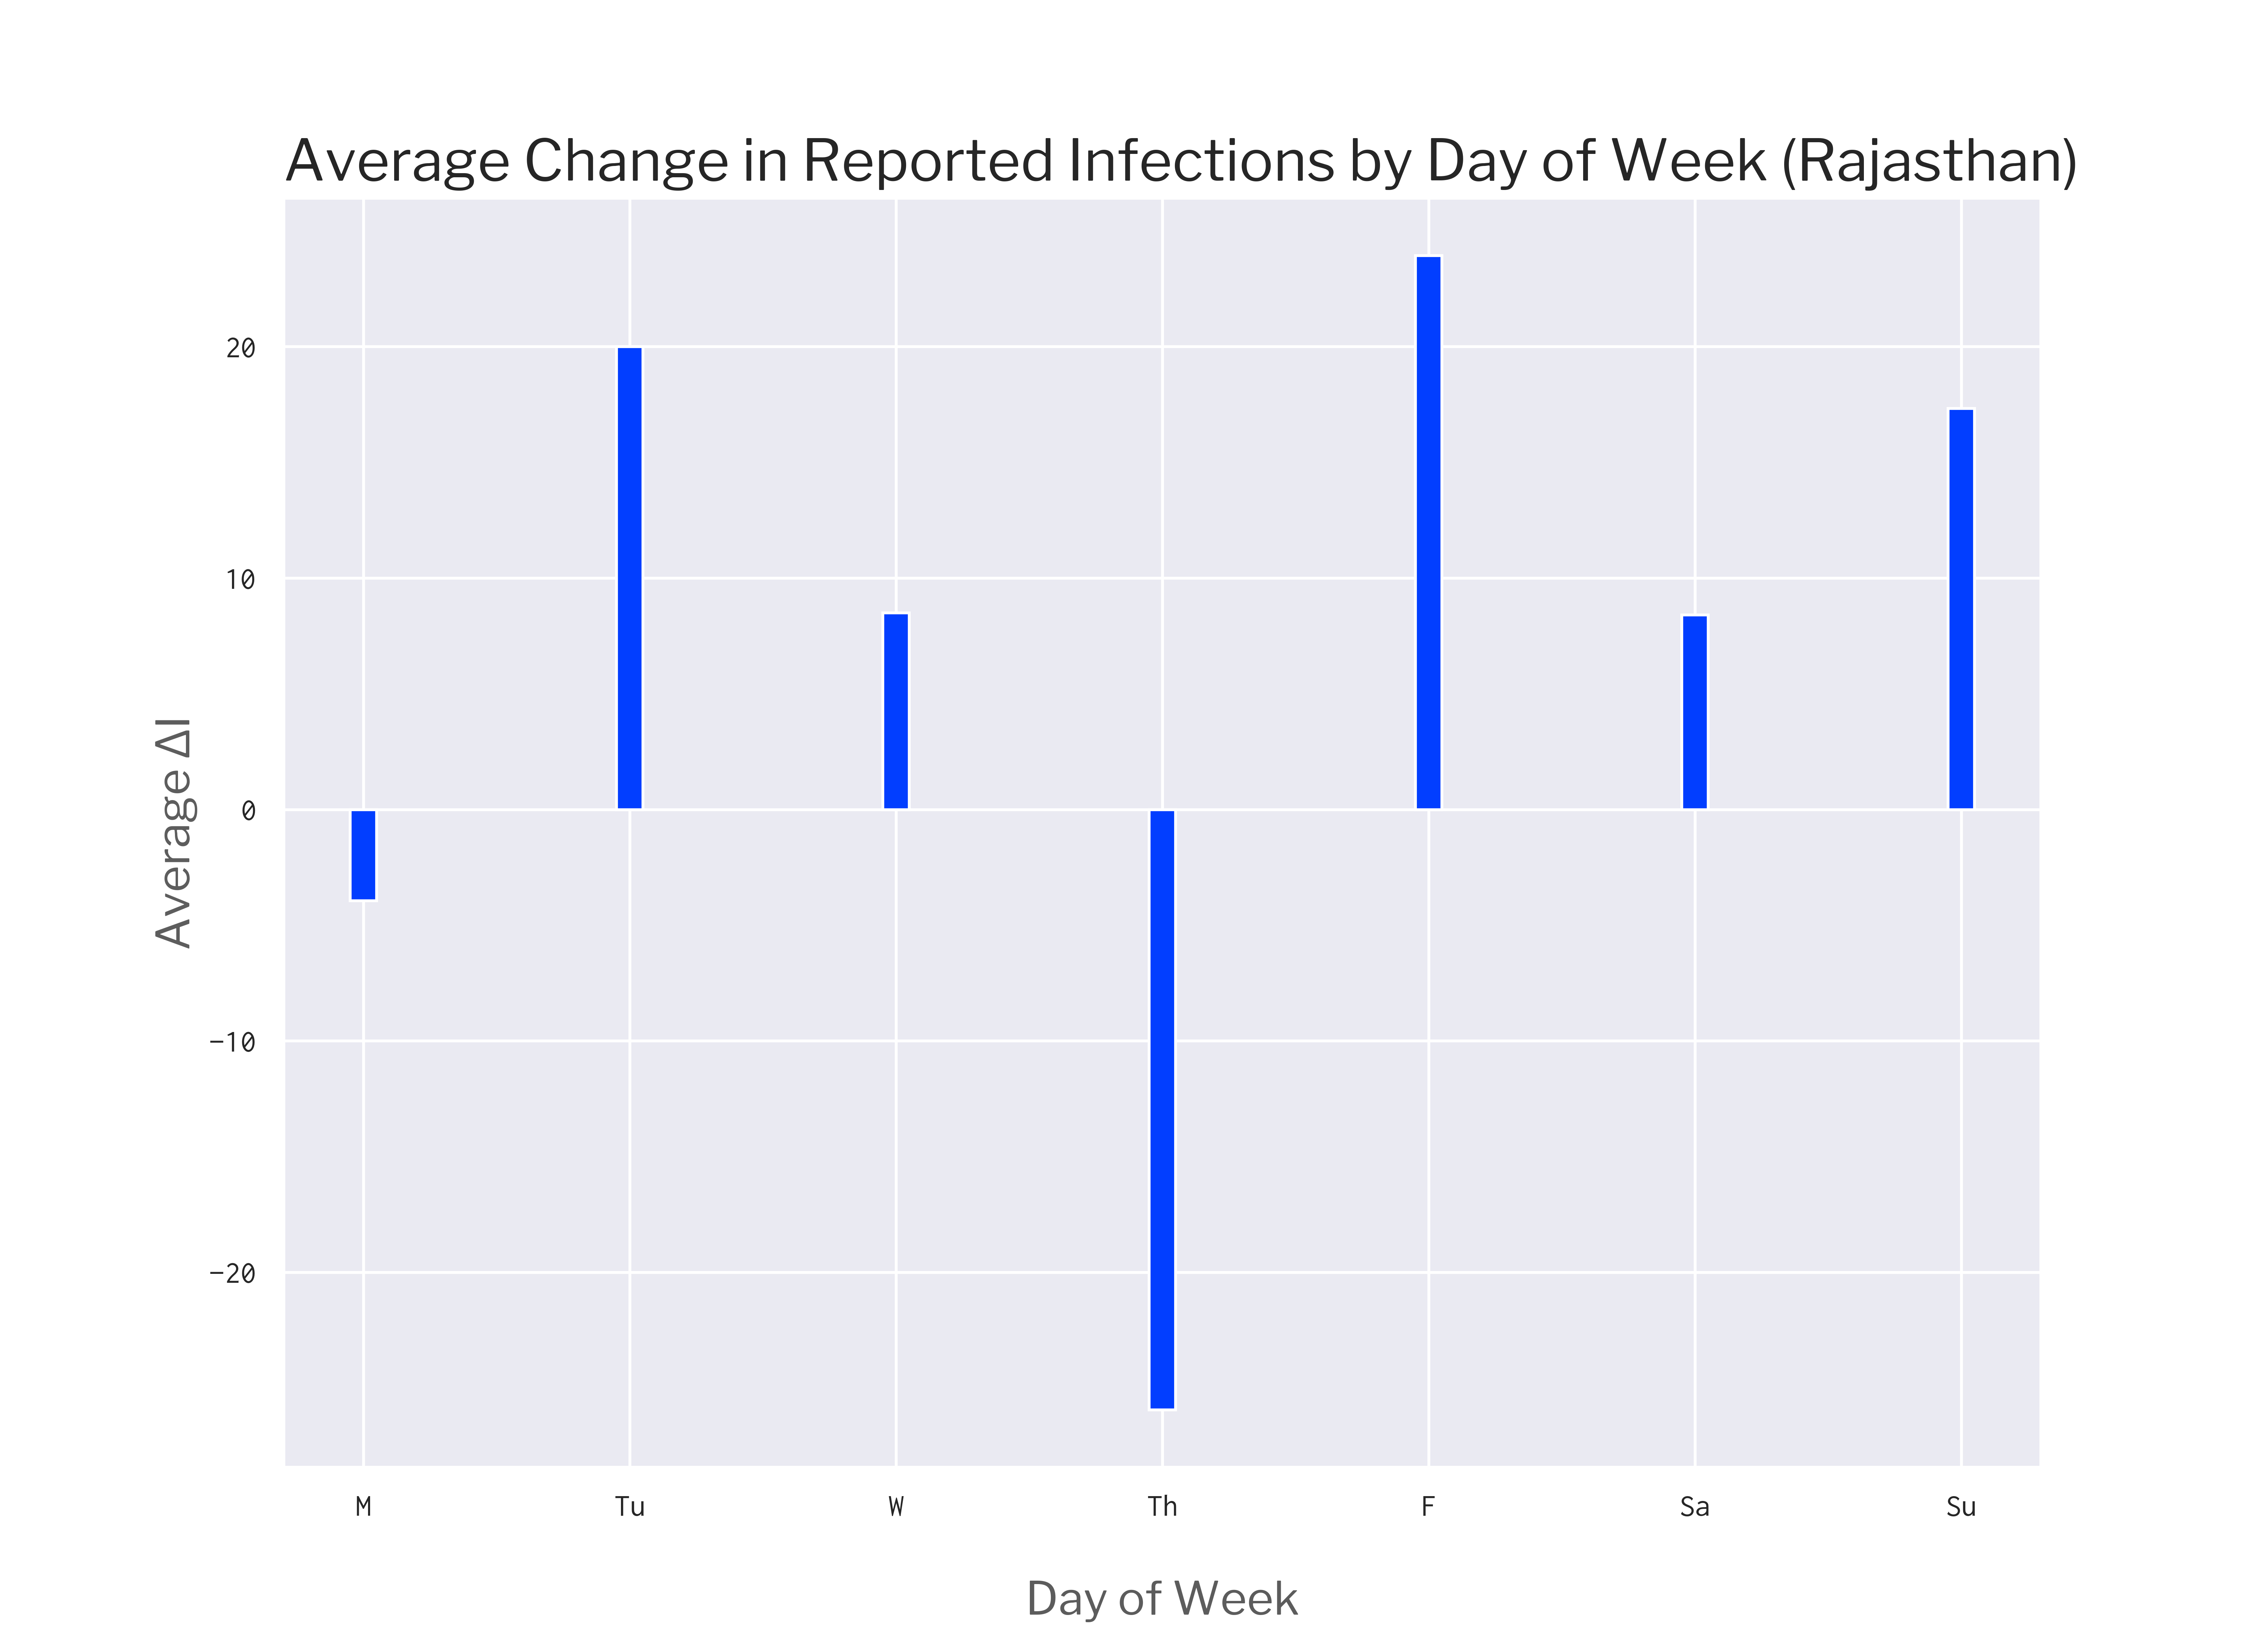 Average Change in Reported Infections by Day of Week (Rajasthan)
20
10
0
−10
−20
Average ΔI
M Tu W Th F Sa Su
Day of Week